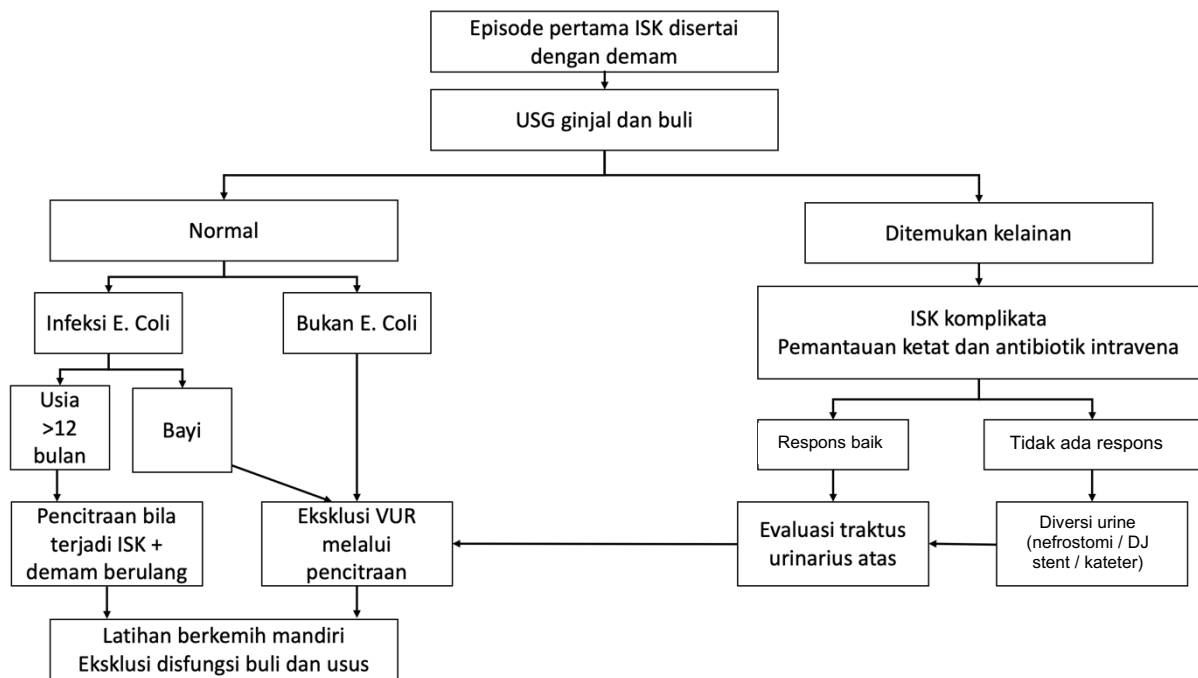 Episode pertama ISK disertai
dengan demam
USG ginjal dan buli
Normal
Ditemukan kelainan
Infeksi E. Coli
Bukan E. Coli
ISK komplikata
Pemantauan ketat dan antibiotik intravena
Usia
>12
bulan
Bayi
Respons baik
Tidak ada respons
Pencitraan bila
terjadi ISK +
demam berulang
Eksklusi VUR
melalui
pencitraan
Evaluasi traktus
urinarius atas
Diversi urine
(nefrostomi / DJ
stent / kateter)
Latihan berkemih mandiri
Eksklusi disfungsi buli dan usus